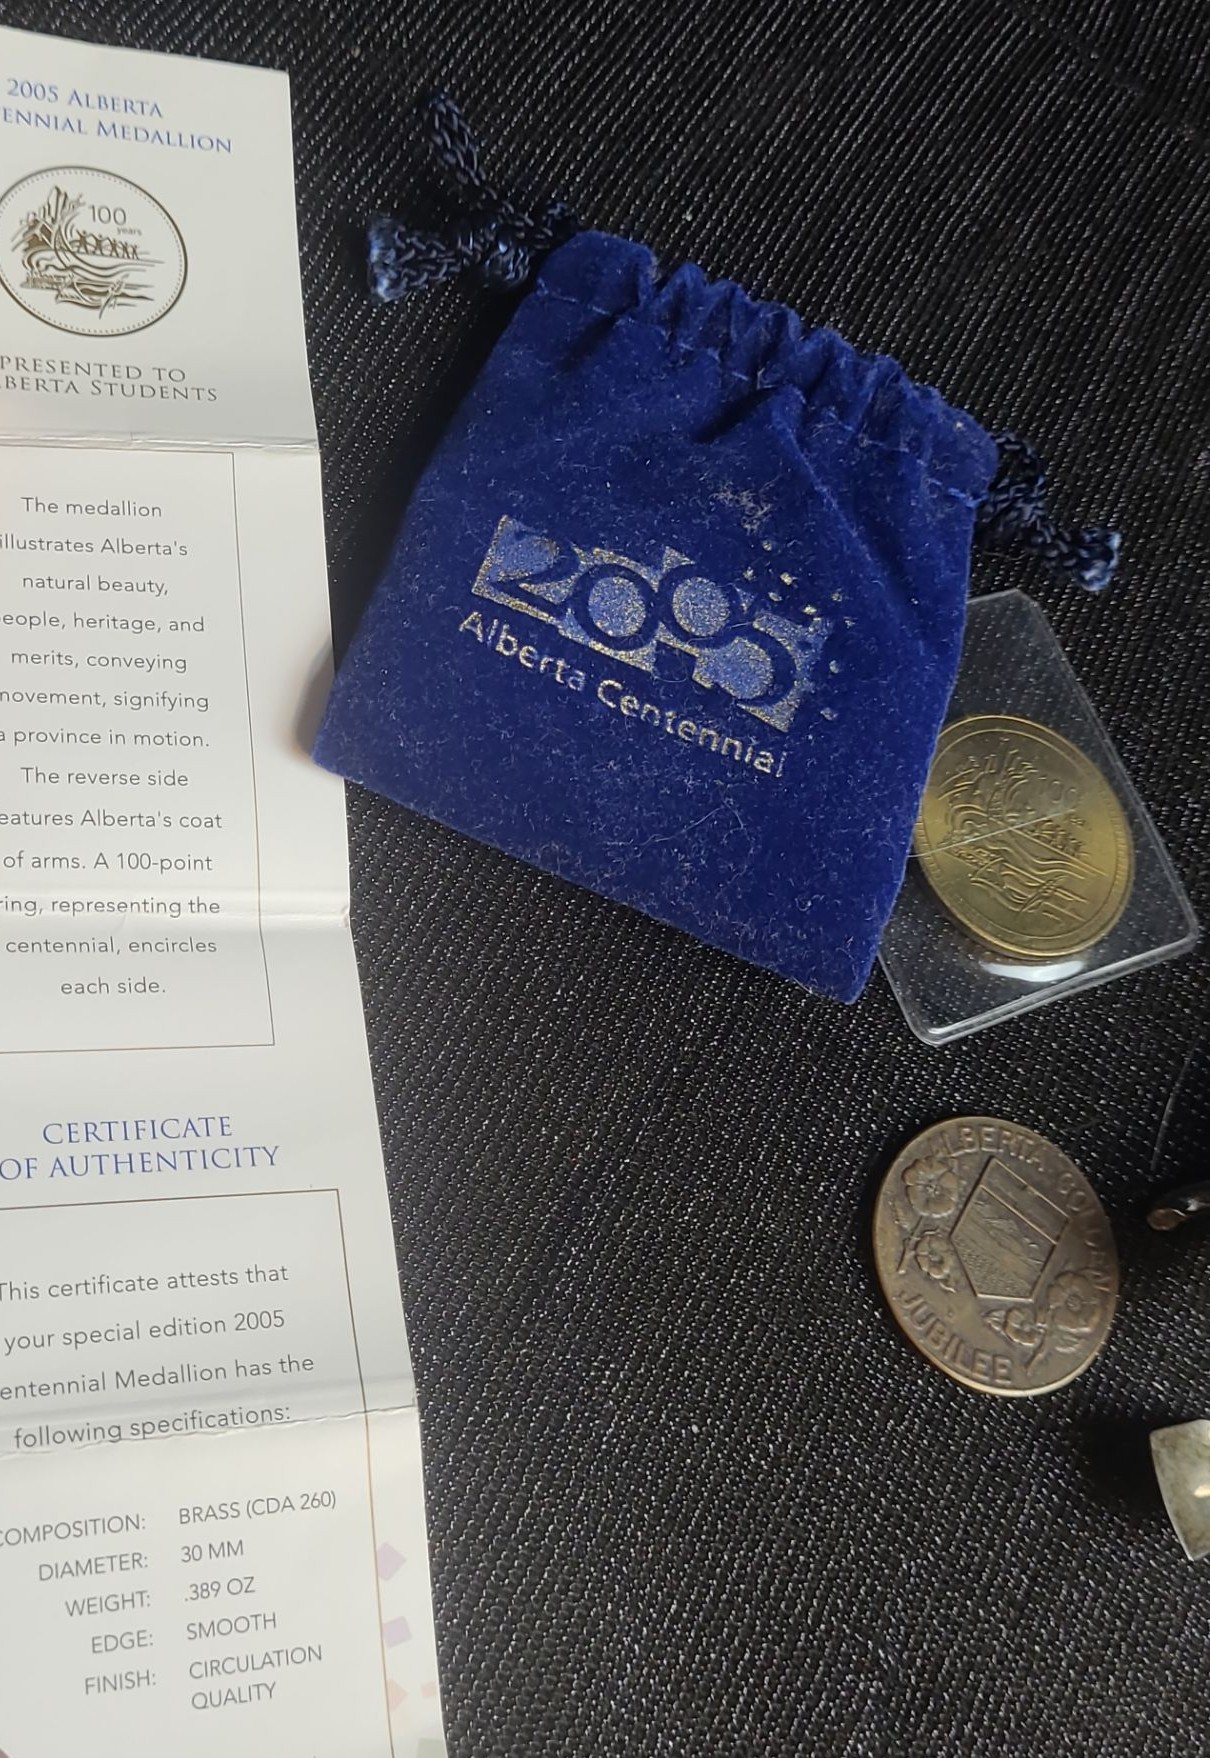 2005 ALBERTA
ENNIAL MEDALLION
100
years
PRESENTED TO
BERTA STUDENTS
The medallion
illustrates Alberta's
natural beauty,
eople, heritage, and
merits, conveying
movement, signifying
a province in motion.
The reverse side
eatures Alberta's coat
of arms. A 100-point
ring, representing the
centennial, encircles
each side.
CERTIFICATE
OF AUTHENTICITY
This certificate attests that
your special edition 2005
entennial Medallion has the
following specifications:
COMPOSITION: BRASS (CDA 260)
DIAMETER: 30 MM
WEIGHT: .389 OZ
EDGE: SMOOTH
FINISH: CIRCULATION
QUALITY
2005
Alberta Centennial
100
ALBERTA GOLDEN
JUBILEE